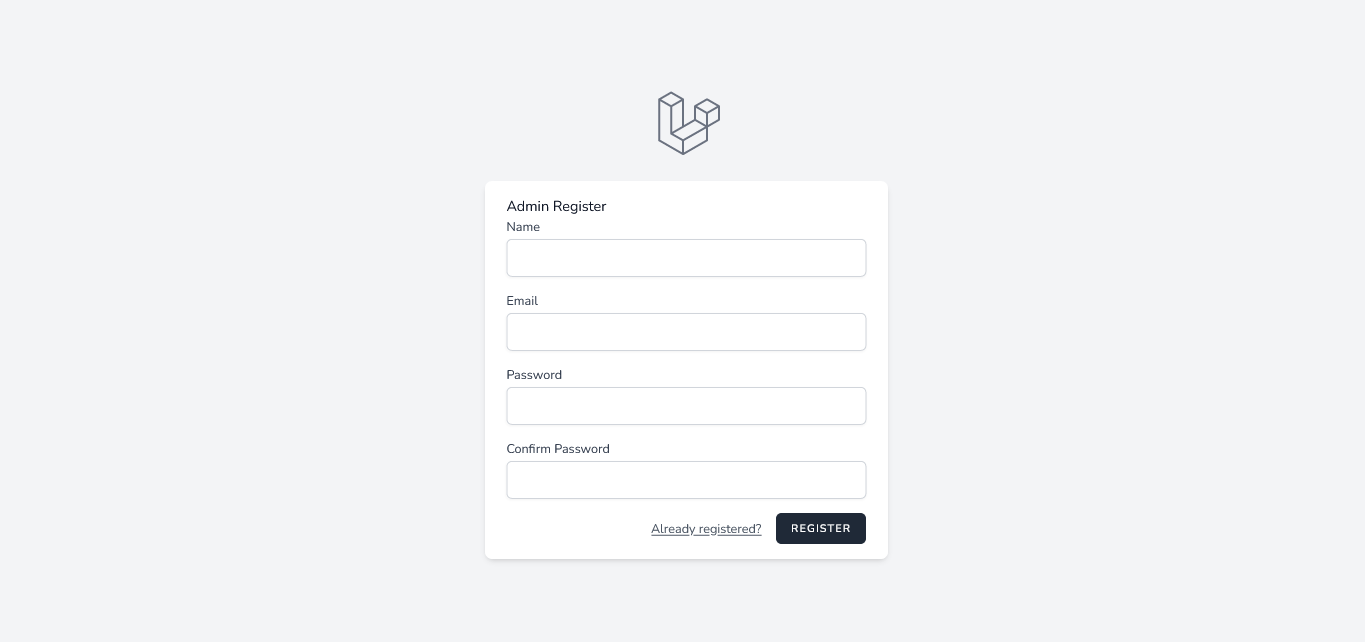 Admin Register
Name
Email
Password
Confirm Password
Already registered? REGISTER